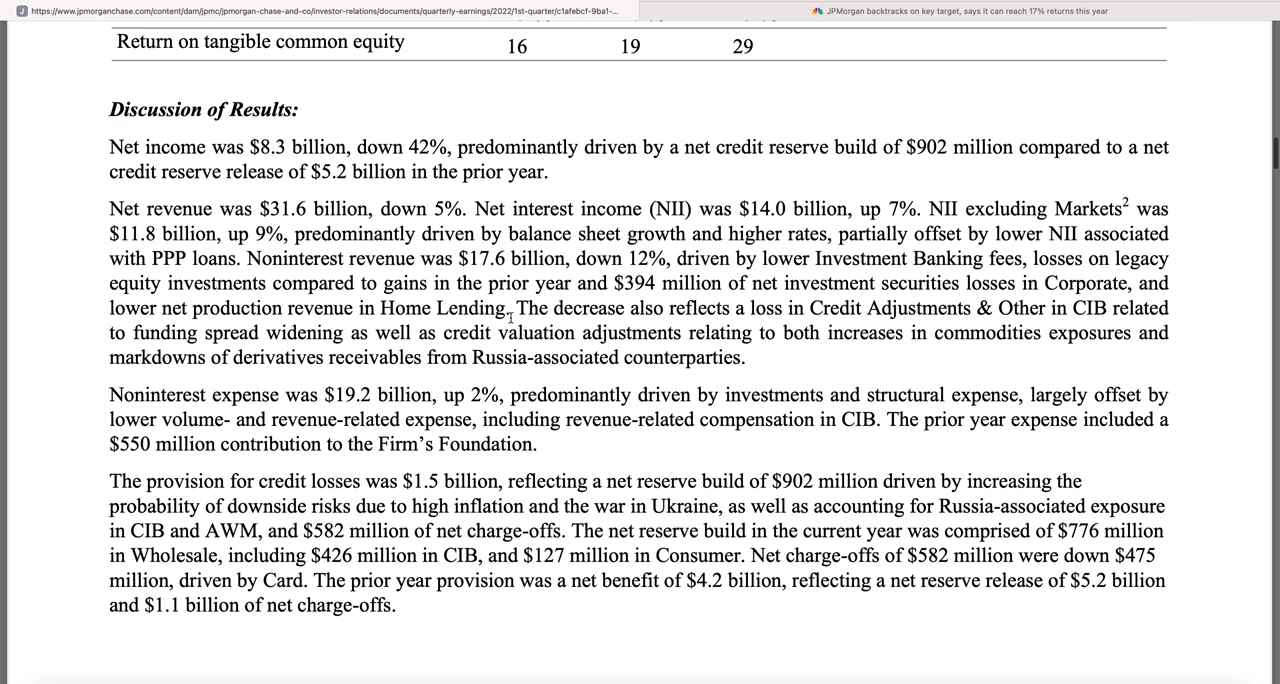 https://www.jpmorganchase.com/content/dam/jpmc/jpmorgan-chase-and-co/investor-relations/documents/quarterly-earnings/2022/1st-quarter/c1afebcf-9ba1-...
JPMorgan backtracks on key target, says it can reach 17% returns this year
Return on tangible common equity 16 19 29
Discussion of Results:
Net income was $8.3 billion, down 42%, predominantly driven by a net credit reserve build of $902 million compared to a net
credit reserve release of $5.2 billion in the prior year.
Net revenue was $31.6 billion, down 5%. Net interest income (NII) was $14.0 billion, up 7%. NII excluding Markets² was
$11.8 billion, up 9%, predominantly driven by balance sheet growth and higher rates, partially offset by lower NII associated
with PPP loans. Noninterest revenue was $17.6 billion, down 12%, driven by lower Investment Banking fees, losses on legacy
equity investments compared to gains in the prior year and $394 million of net investment securities losses in Corporate, and
lower net production revenue in Home Lending. The decrease also reflects a loss in Credit Adjustments & Other in CIB related
to funding spread widening as well as credit valuation adjustments relating to both increases in commodities exposures and
markdowns of derivatives receivables from Russia-associated counterparties.
Noninterest expense was $19.2 billion, up 2%, predominantly driven by investments and structural expense, largely offset by
lower volume- and revenue-related expense, including revenue-related compensation in CIB. The prior year expense included a
$550 million contribution to the Firm's Foundation.
The provision for credit losses was $1.5 billion, reflecting a net reserve build of $902 million driven by increasing the
probability of downside risks due to high inflation and the war in Ukraine, as well as accounting for Russia-associated exposure
in CIB and AWM, and $582 million of net charge-offs. The net reserve build in the current year was comprised of $776 million
in Wholesale, including $426 million in CIB, and $127 million in Consumer. Net charge-offs of $582 million were down $475
million, driven by Card. The prior year provision was a net benefit of $4.2 billion, reflecting a net reserve release of $5.2 billion
and $1.1 billion of net charge-offs.